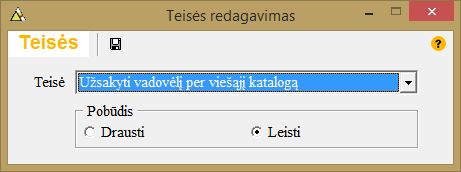 Teisės redagavimas
Teisės
Teisė Užsakyti vadovėlį per viešąjį katalogą
Pobūdis
Drausti Leisti